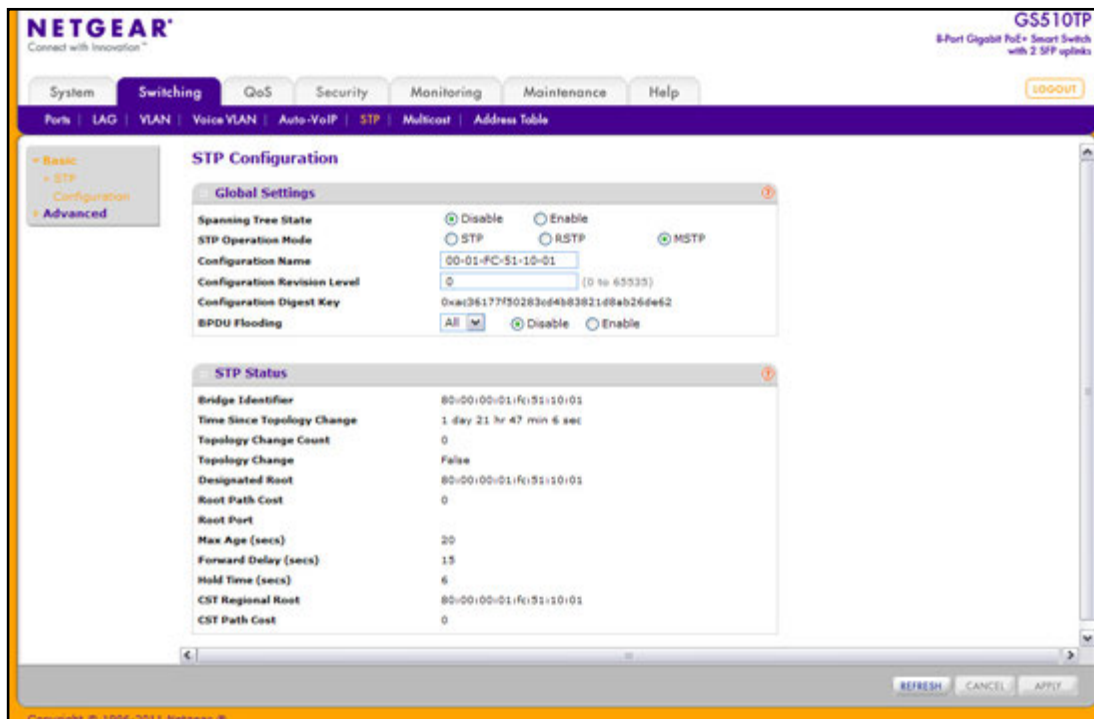 NETGEAR®
Connect with Innovation™
GS510TP
8-Port Gigabit PoE+ Smart Switch
with 2 SFP uplinks
System Switching QoS Security Monitoring Maintenance Help LOGOUT
Ports | LAG | VLAN | Voice VLAN | Auto-VoIP | STP | Multicast | Address Table
Basic
STP
Configuration
Advanced
STP Configuration
Global Settings
Spanning Tree State Disable Enable
STP Operation Mode STP RSTP MSTP
Configuration Name 00-01-FC-51-10-01
Configuration Revision Level 0 (0 to 65535)
Configuration Digest Key 0xac36177f50283cd4b83821d8ab26de62
BPDU Flooding All Disable Enable
STP Status
Bridge Identifier 80:00:00:01:fc:51:10:01
Time Since Topology Change 1 day 21 hr 47 min 6 sec
Topology Change Count 0
Topology Change False
Designated Root 80:00:00:01:fc:51:10:01
Root Path Cost 0
Root Port
Max Age (secs) 20
Forward Delay (secs) 15
Hold Time (secs) 6
CST Regional Root 80:00:00:01:fc:51:10:01
CST Path Cost 0
REFRESH CANCEL APPLY
Copyright © 1996-2011 Netgear ®